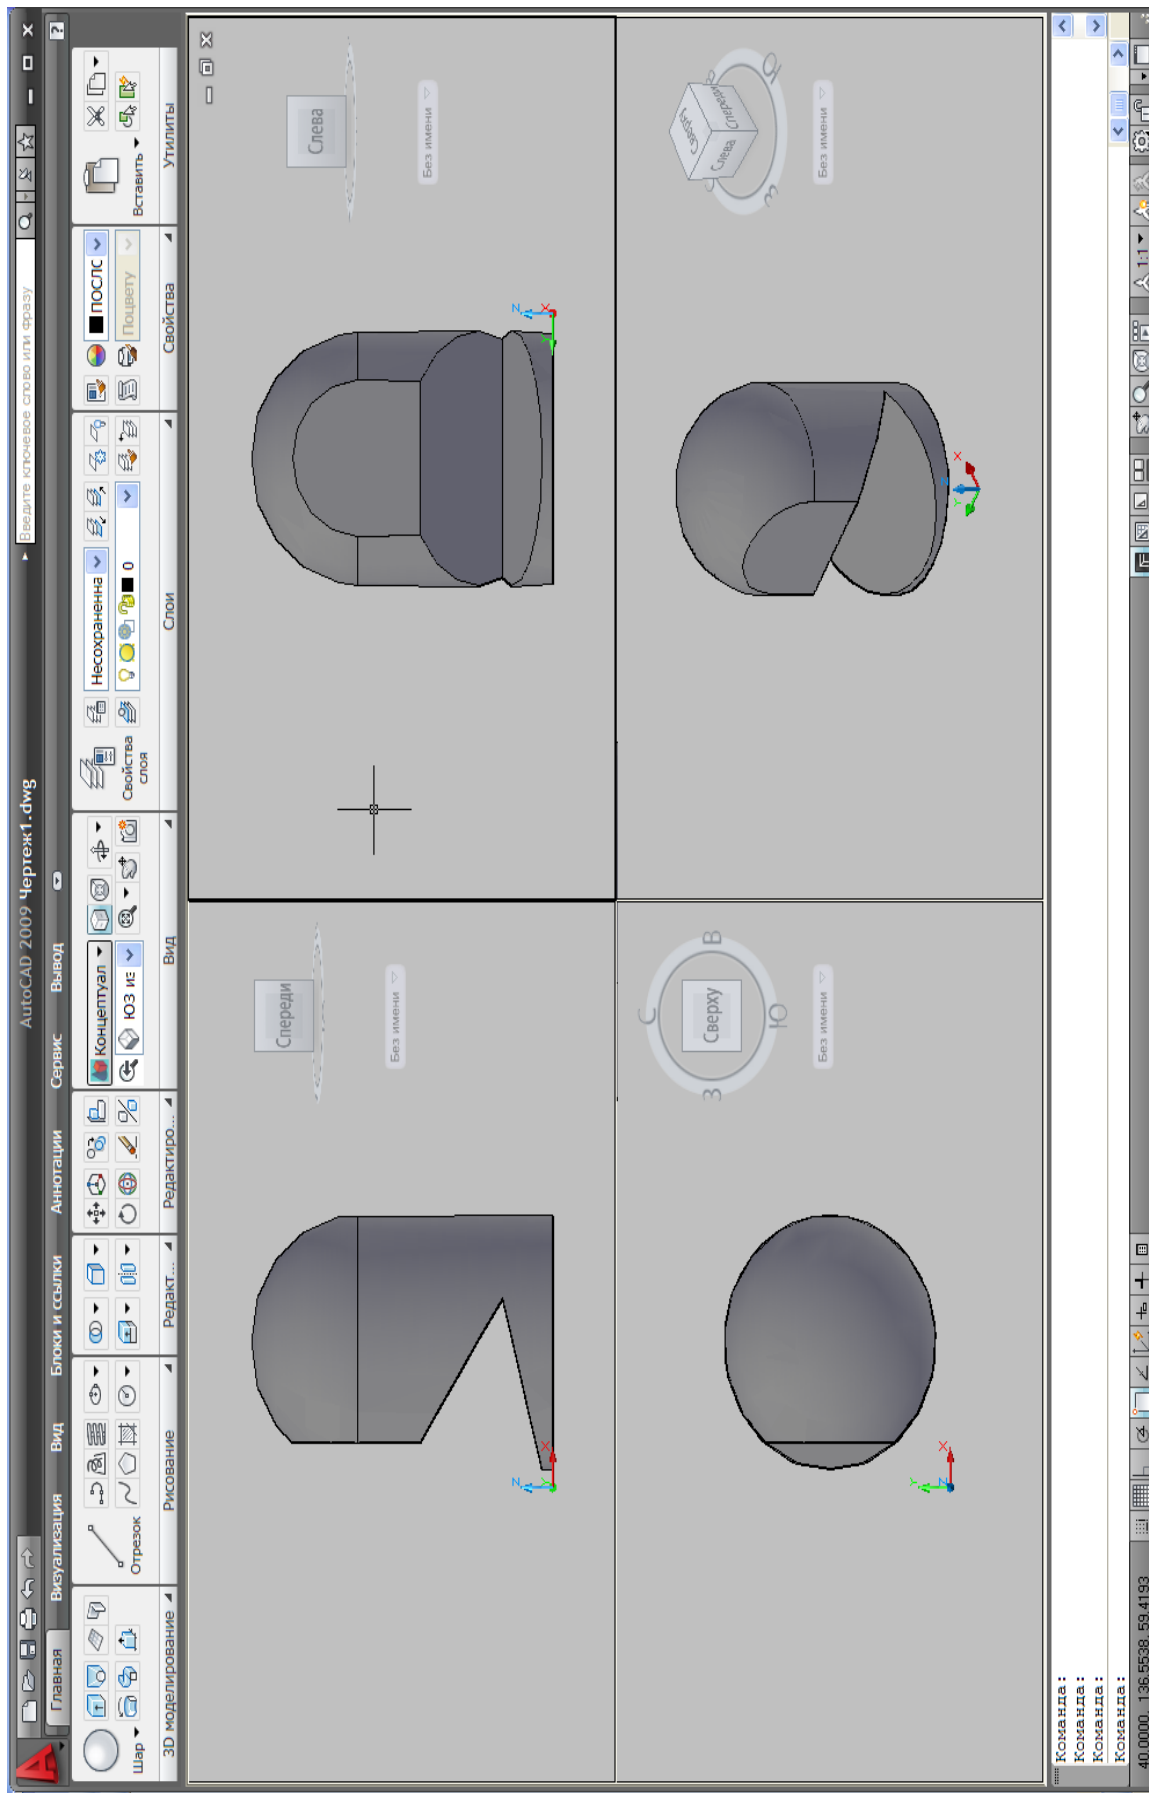 AutoCAD 2009 Чертеж1.dwg
Введите ключевое слово или фразу
Главная
Визуализация
Вид
Блоки и ссылки
Аннотации
Сервис
Вывод
Шар
3D моделирование
Отрезок
Рисование
Редакт...
Редактиро...
Концептуал
ЮЗ из
Вид
Свойства
слоя
Несохраненна
0
Слои
ПОСЛС
Поцвету
Свойства
Вставить
Утилиты
Спереди
Без имени
Z
X
Y
Слева
Без имени
Z
X
Y
С
В
Ю
З
Сверху
Без имени
Y
X
Z
Сверху
Слева
Спереди
Ю
З
Без имени
X
Y
Z
Команда:
Команда:
Команда:
Команда:
40.0000, 136.5538, 59.4193
1:1